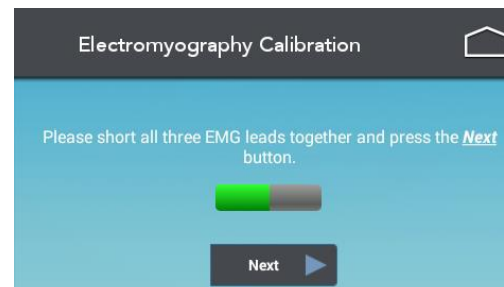 Electromyography Calibration
Please short all three EMG leads together and press the Next
button.
Next